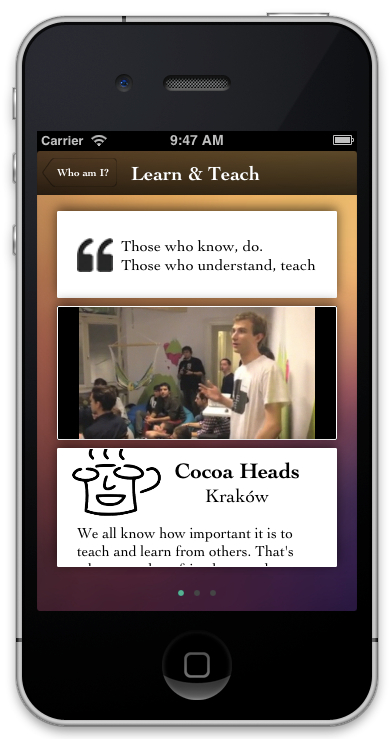 Carrier 9:47 AM
Who am I? Learn & Teach
Those who know, do.
Those who understand, teach
Cocoa Heads
Kraków
We all know how important it is to
teach and learn from others. That's